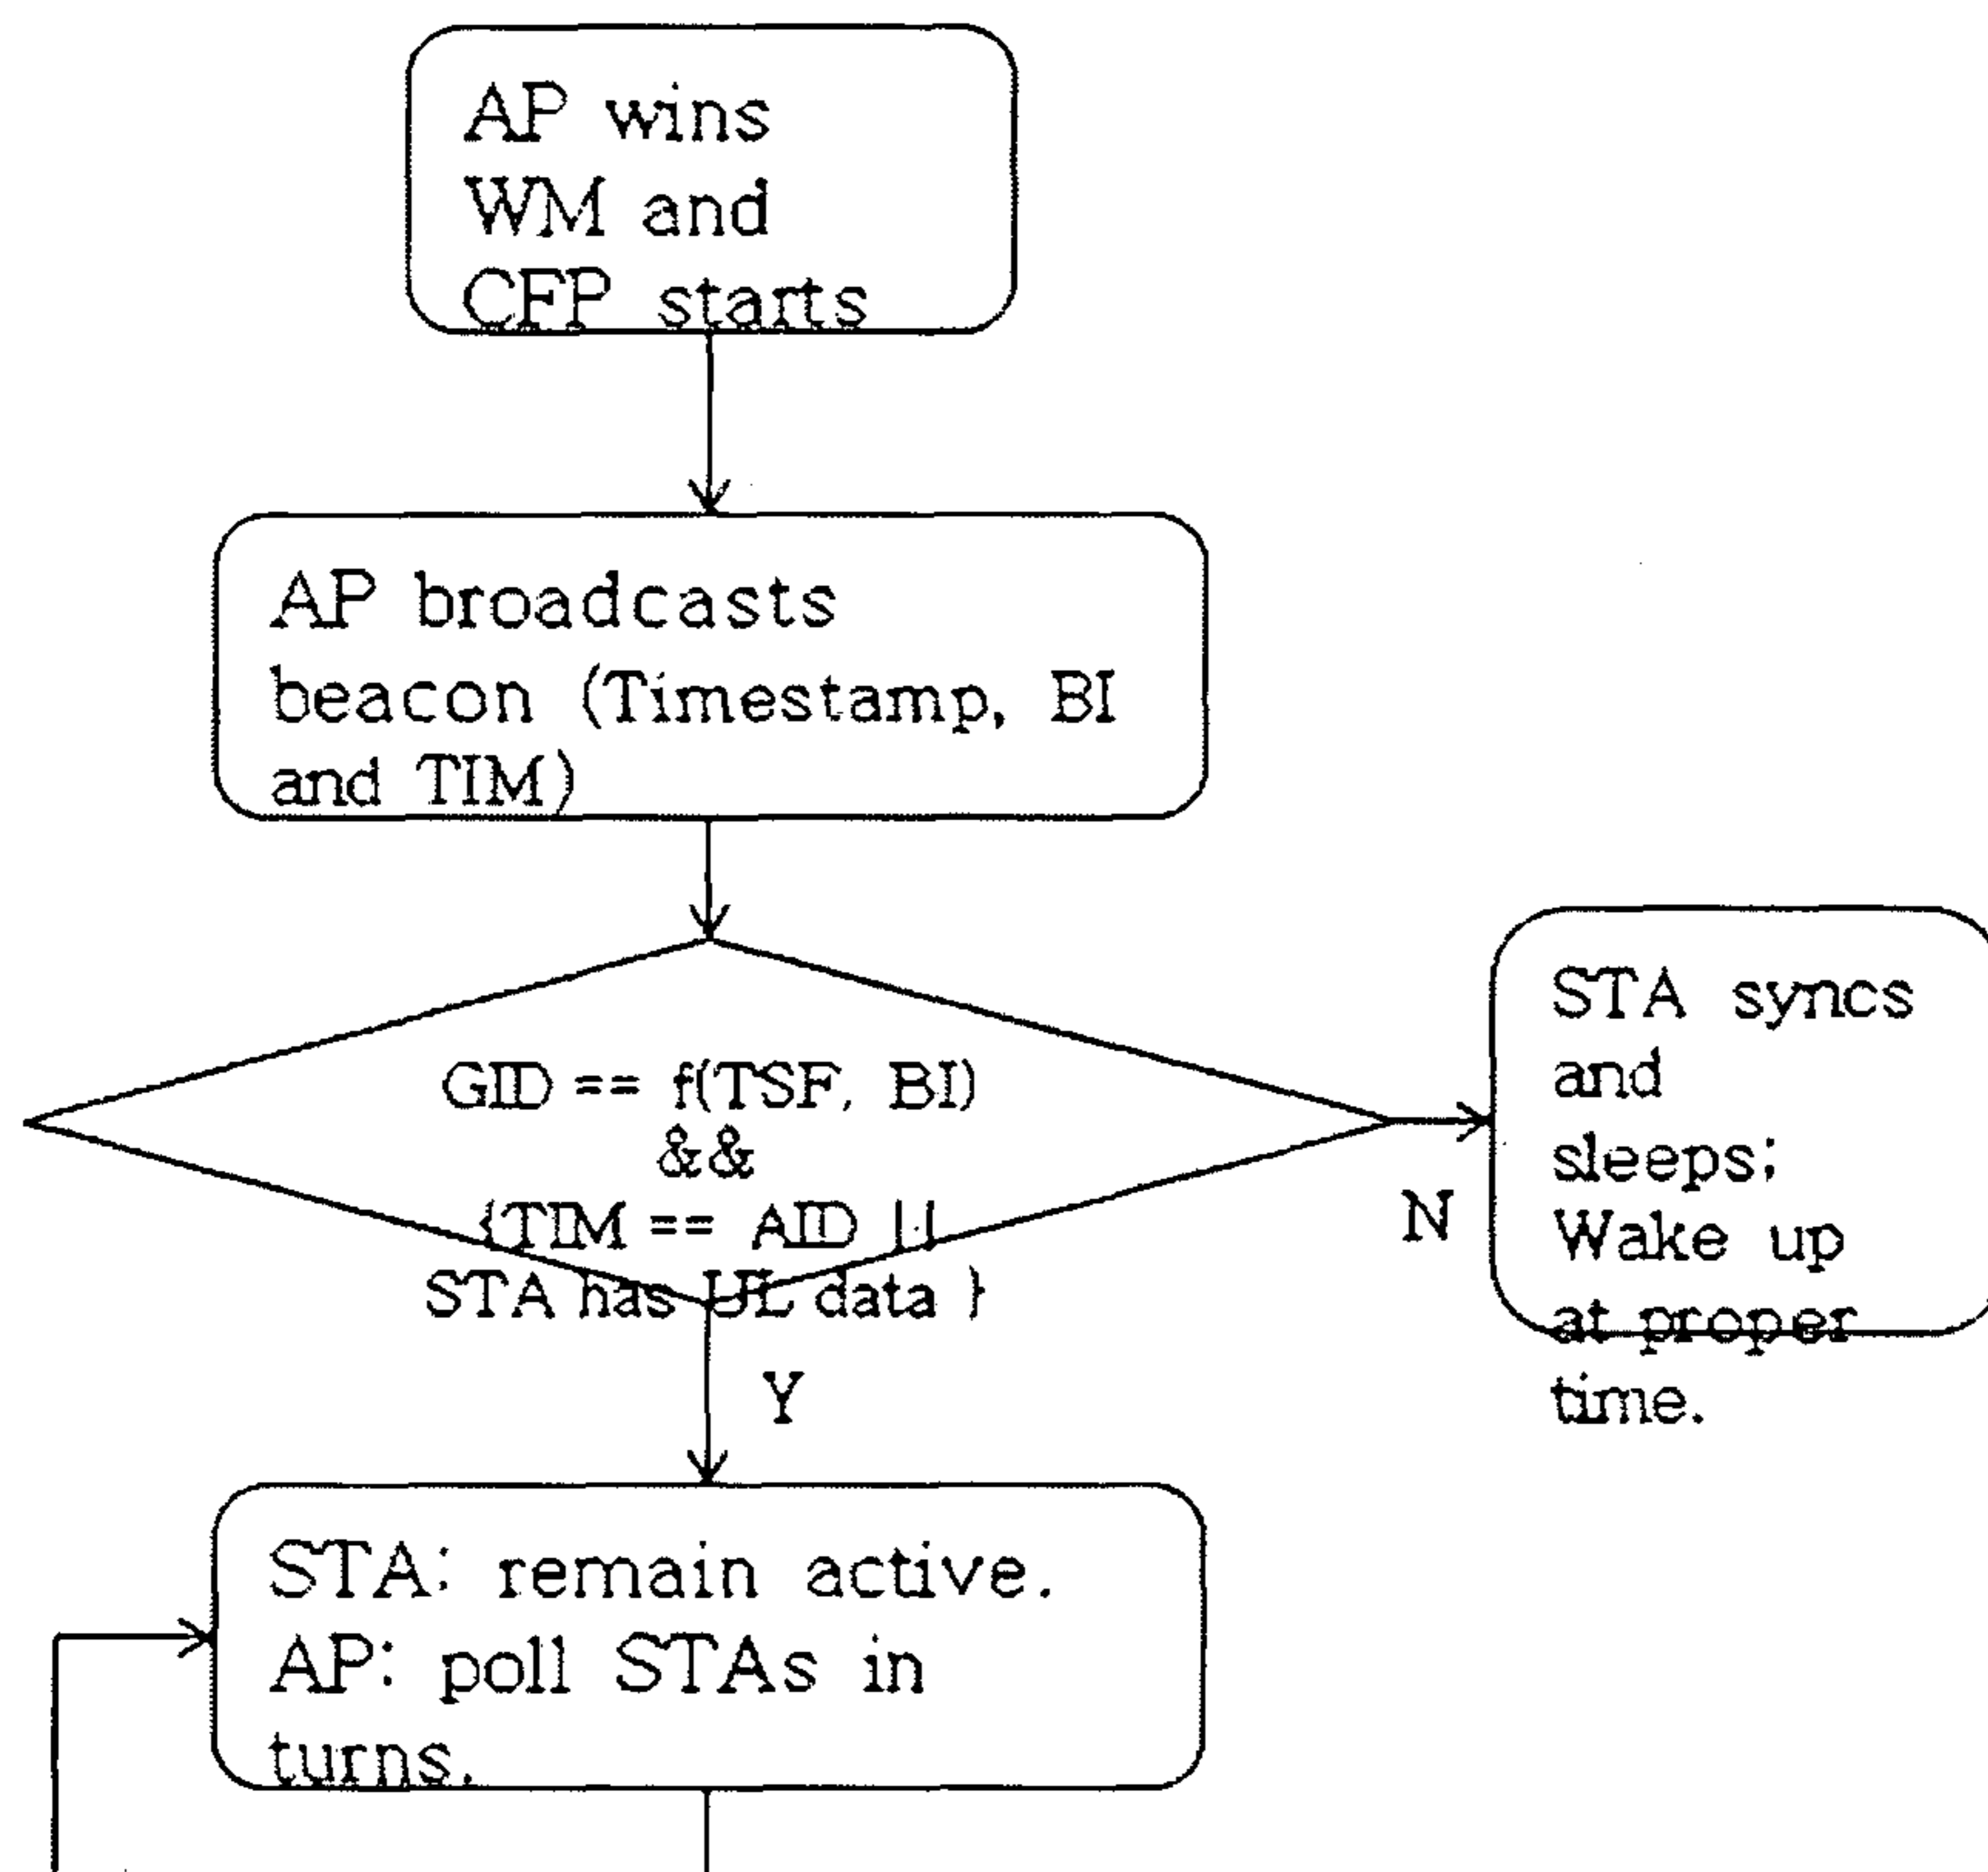 AP wins
WM and
CFP starts
AP broadcasts
beacon (Timestamp, BI
and TIM)
GID == f(TSF, BI)
&&
{TIM == AID ||
STA has UL data }
N
STA syncs
and
sleeps;
Wake up
at proper
time.
Y
STA: remain active.
AP: poll STAs in
turns.